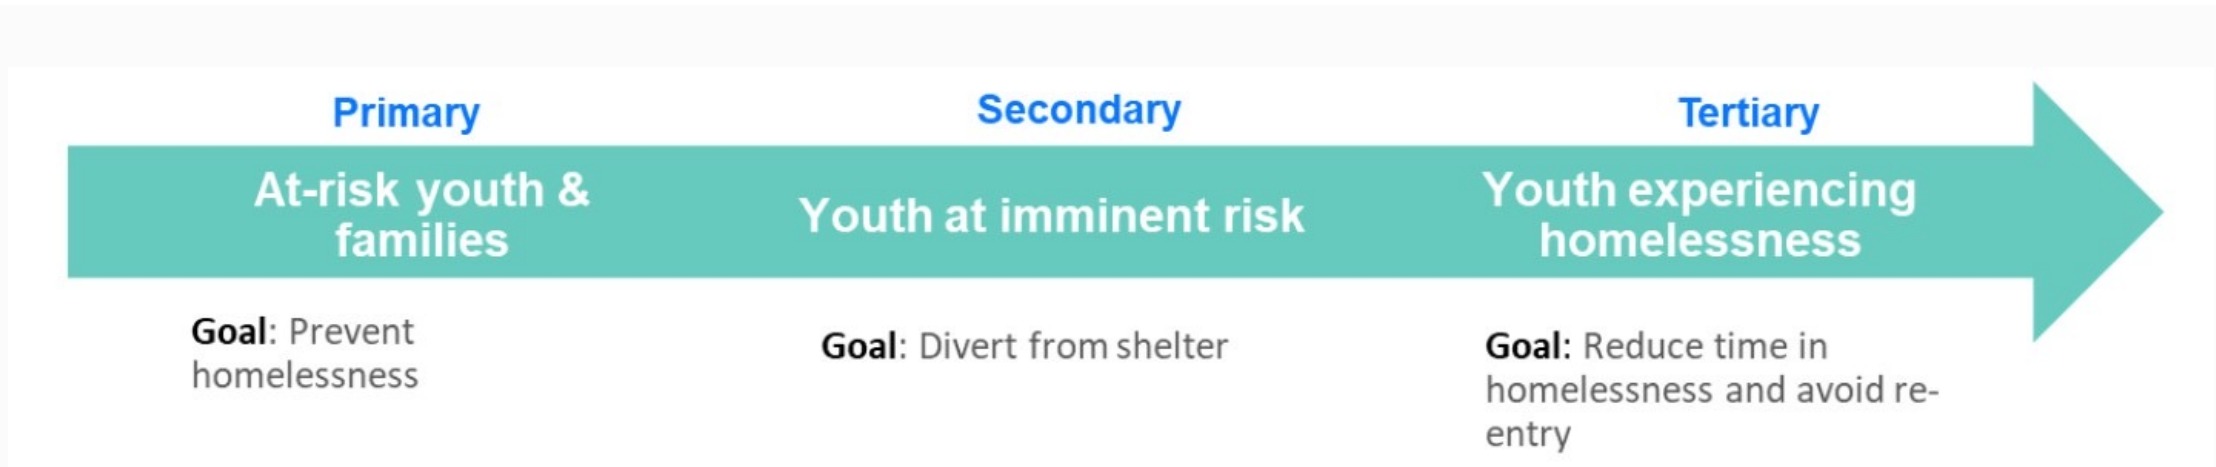 Primary
At-risk youth &
families
Goal: Prevent
homelessness
Secondary
Youth at imminent risk
Goal: Divert from shelter
Tertiary
Youth experiencing
homelessness
Goal: Reduce time in
homelessness and avoid re-
entry